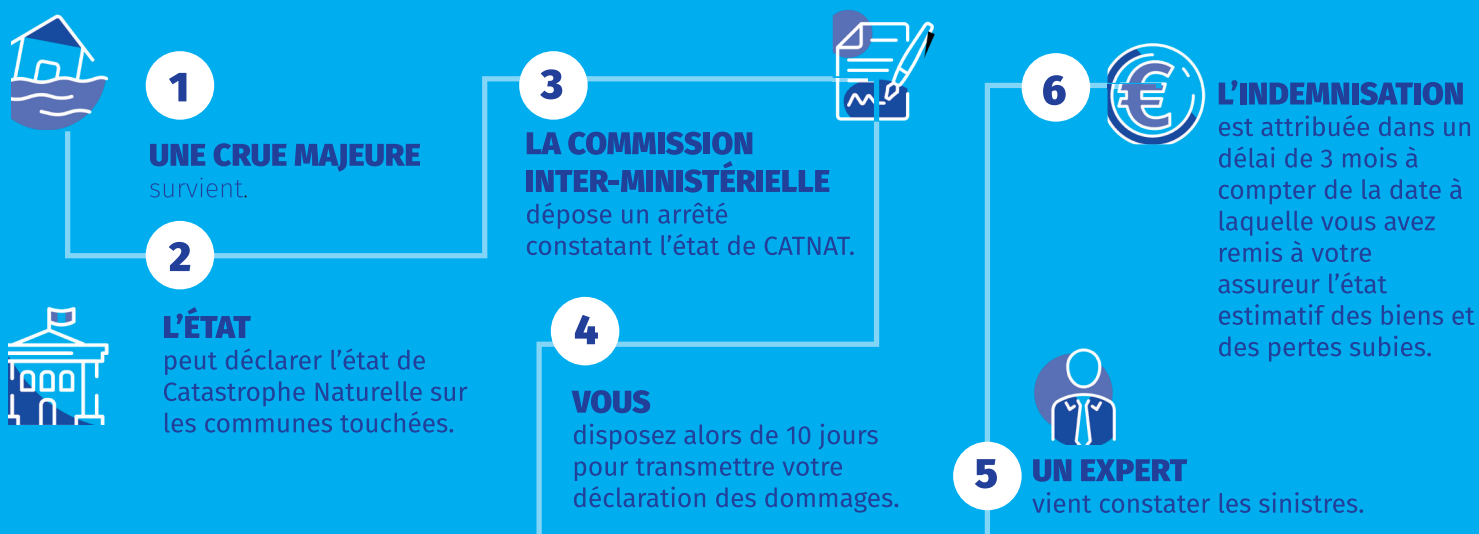 1
UNE CRUE MAJEURE
survient.
2
L'ÉTAT
peut déclarer l'état de
Catastrophe Naturelle sur
les communes touchées.
3
LA COMMISSION
INTER-MINISTÉRIELLE
dépose un arrêté
constatant l'état de CATNAT.
4
VOUS
disposez alors de 10 jours
pour transmettre votre
déclaration des dommages.
5
UN EXPERT
vient constater les sinistres.
6
€
L'INDEMNISATION
est attribuée dans un
délai de 3 mois à
compter de la date à
laquelle vous avez
remis à votre
assureur l'état
estimatif des biens et
des pertes subies.